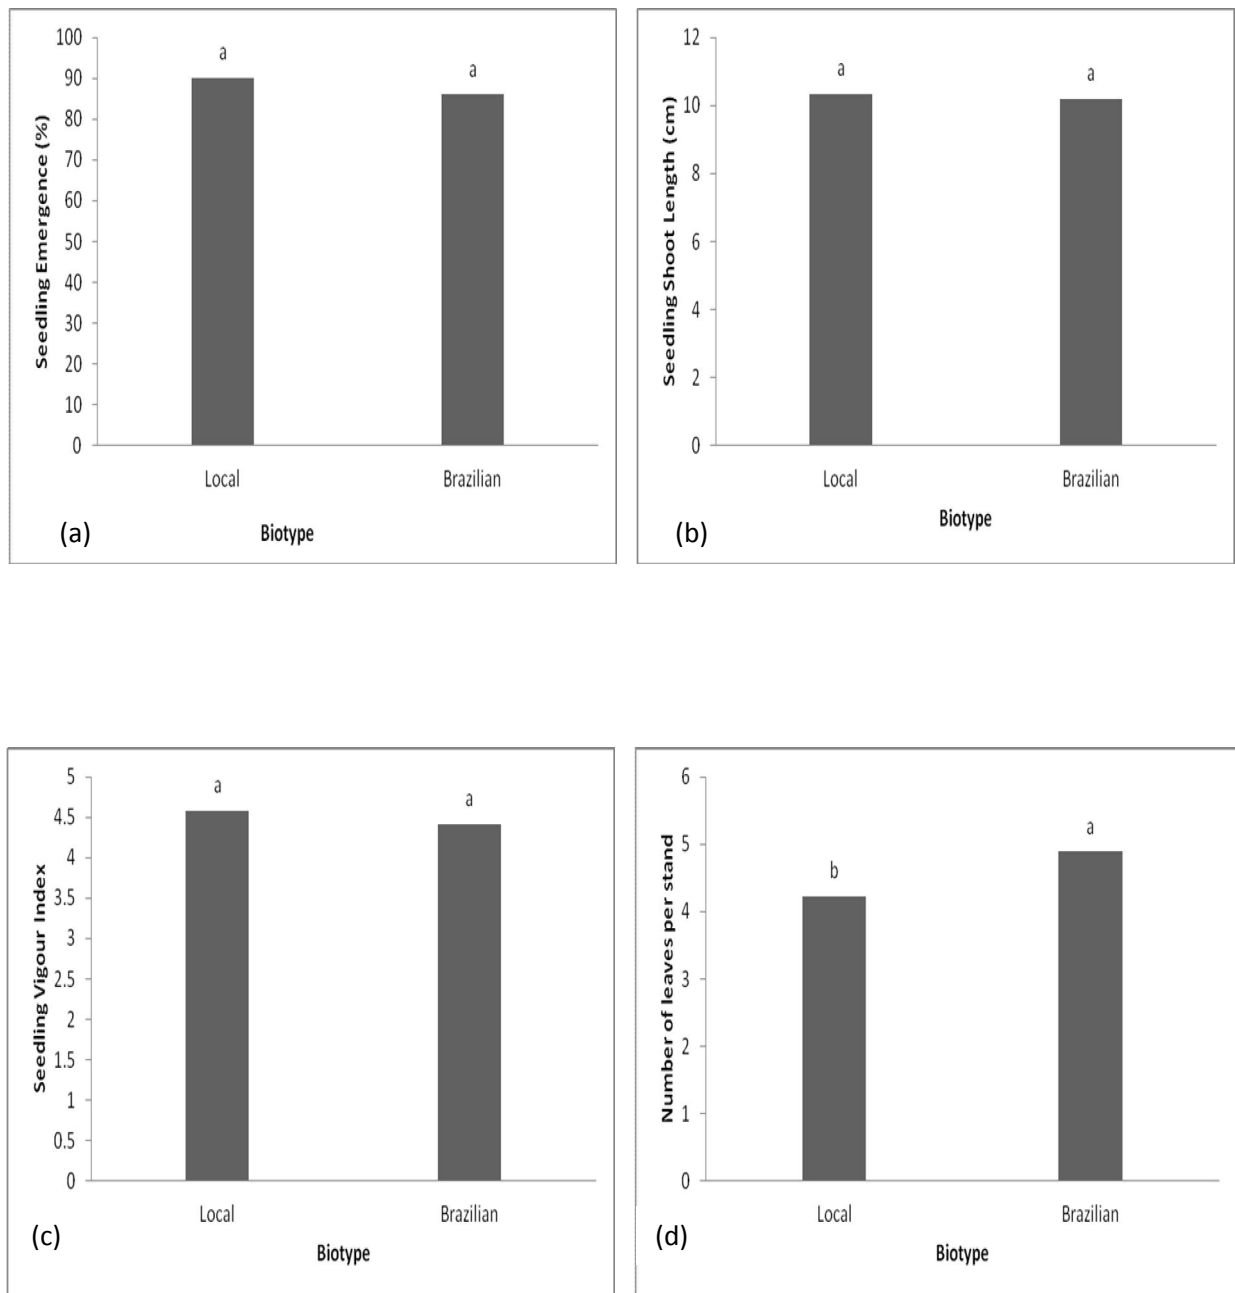 100
90
80
70
60
50
40
30
20
10
0
Seedling Emergence (%)
a
a
Local
Brazilian
Biotype
(a)
12
10
8
6
4
2
0
Seedling Shoot Length (cm)
a
a
Local
Brazilian
Biotype
(b)
5
4.5
4
3.5
3
2.5
2
1.5
1
0.5
0
Seedling Vigour Index
a
a
Local
Brazilian
Biotype
(c)
6
5
4
3
2
1
0
Number of leaves per stand
b
a
Local
Brazilian
Biotype
(d)